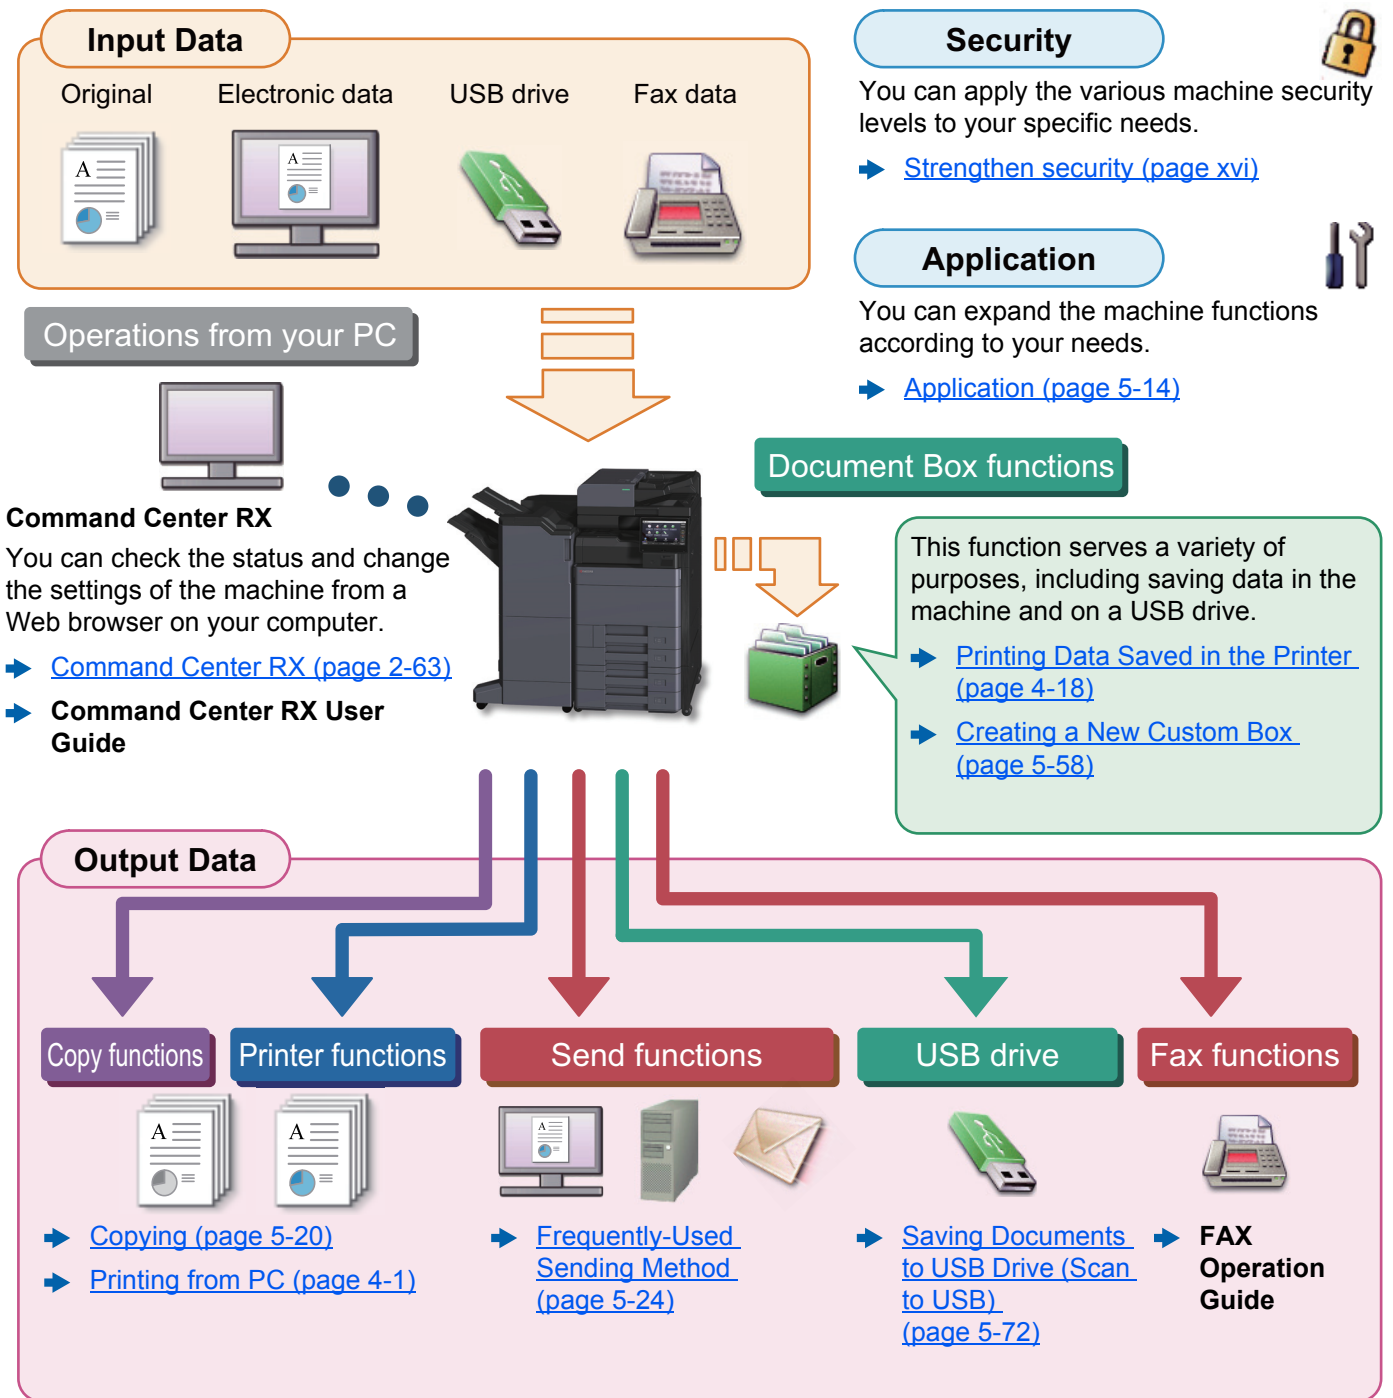 Input Data
Original
Electronic data
USB drive
Fax data
Security
You can apply the various machine security
levels to your specific needs.
Strengthen security (page xvi)
Application
You can expand the machine functions
according to your needs.
Application (page 5-14)
Operations from your PC
Command Center RX
You can check the status and change
the settings of the machine from a
Web browser on your computer.
Command Center RX (page 2-63)
Command Center RX User
Guide
Document Box functions
This function serves a variety of
purposes, including saving data in the
machine and on a USB drive.
Printing Data Saved in the Printer
(page 4-18)
Creating a New Custom Box
(page 5-58)
Output Data
Copy functions
Printer functions
Send functions
USB drive
Fax functions
A
A
A
A
A
Copying (page 5-20)
Printing from PC (page 4-1)
Frequently-Used
Sending Method
(page 5-24)
Saving Documents
to USB Drive (Scan
to USB)
(page 5-72)
FAX
Operation
Guide